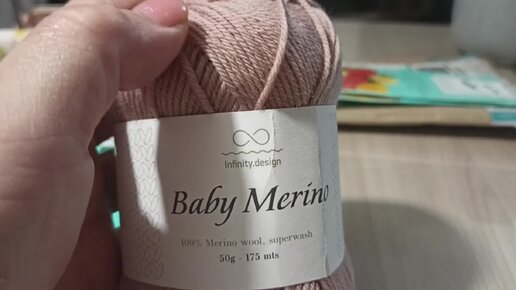 Infinity.design
Baby Merino
100% Merino wool, superwash
50g - 175 mts